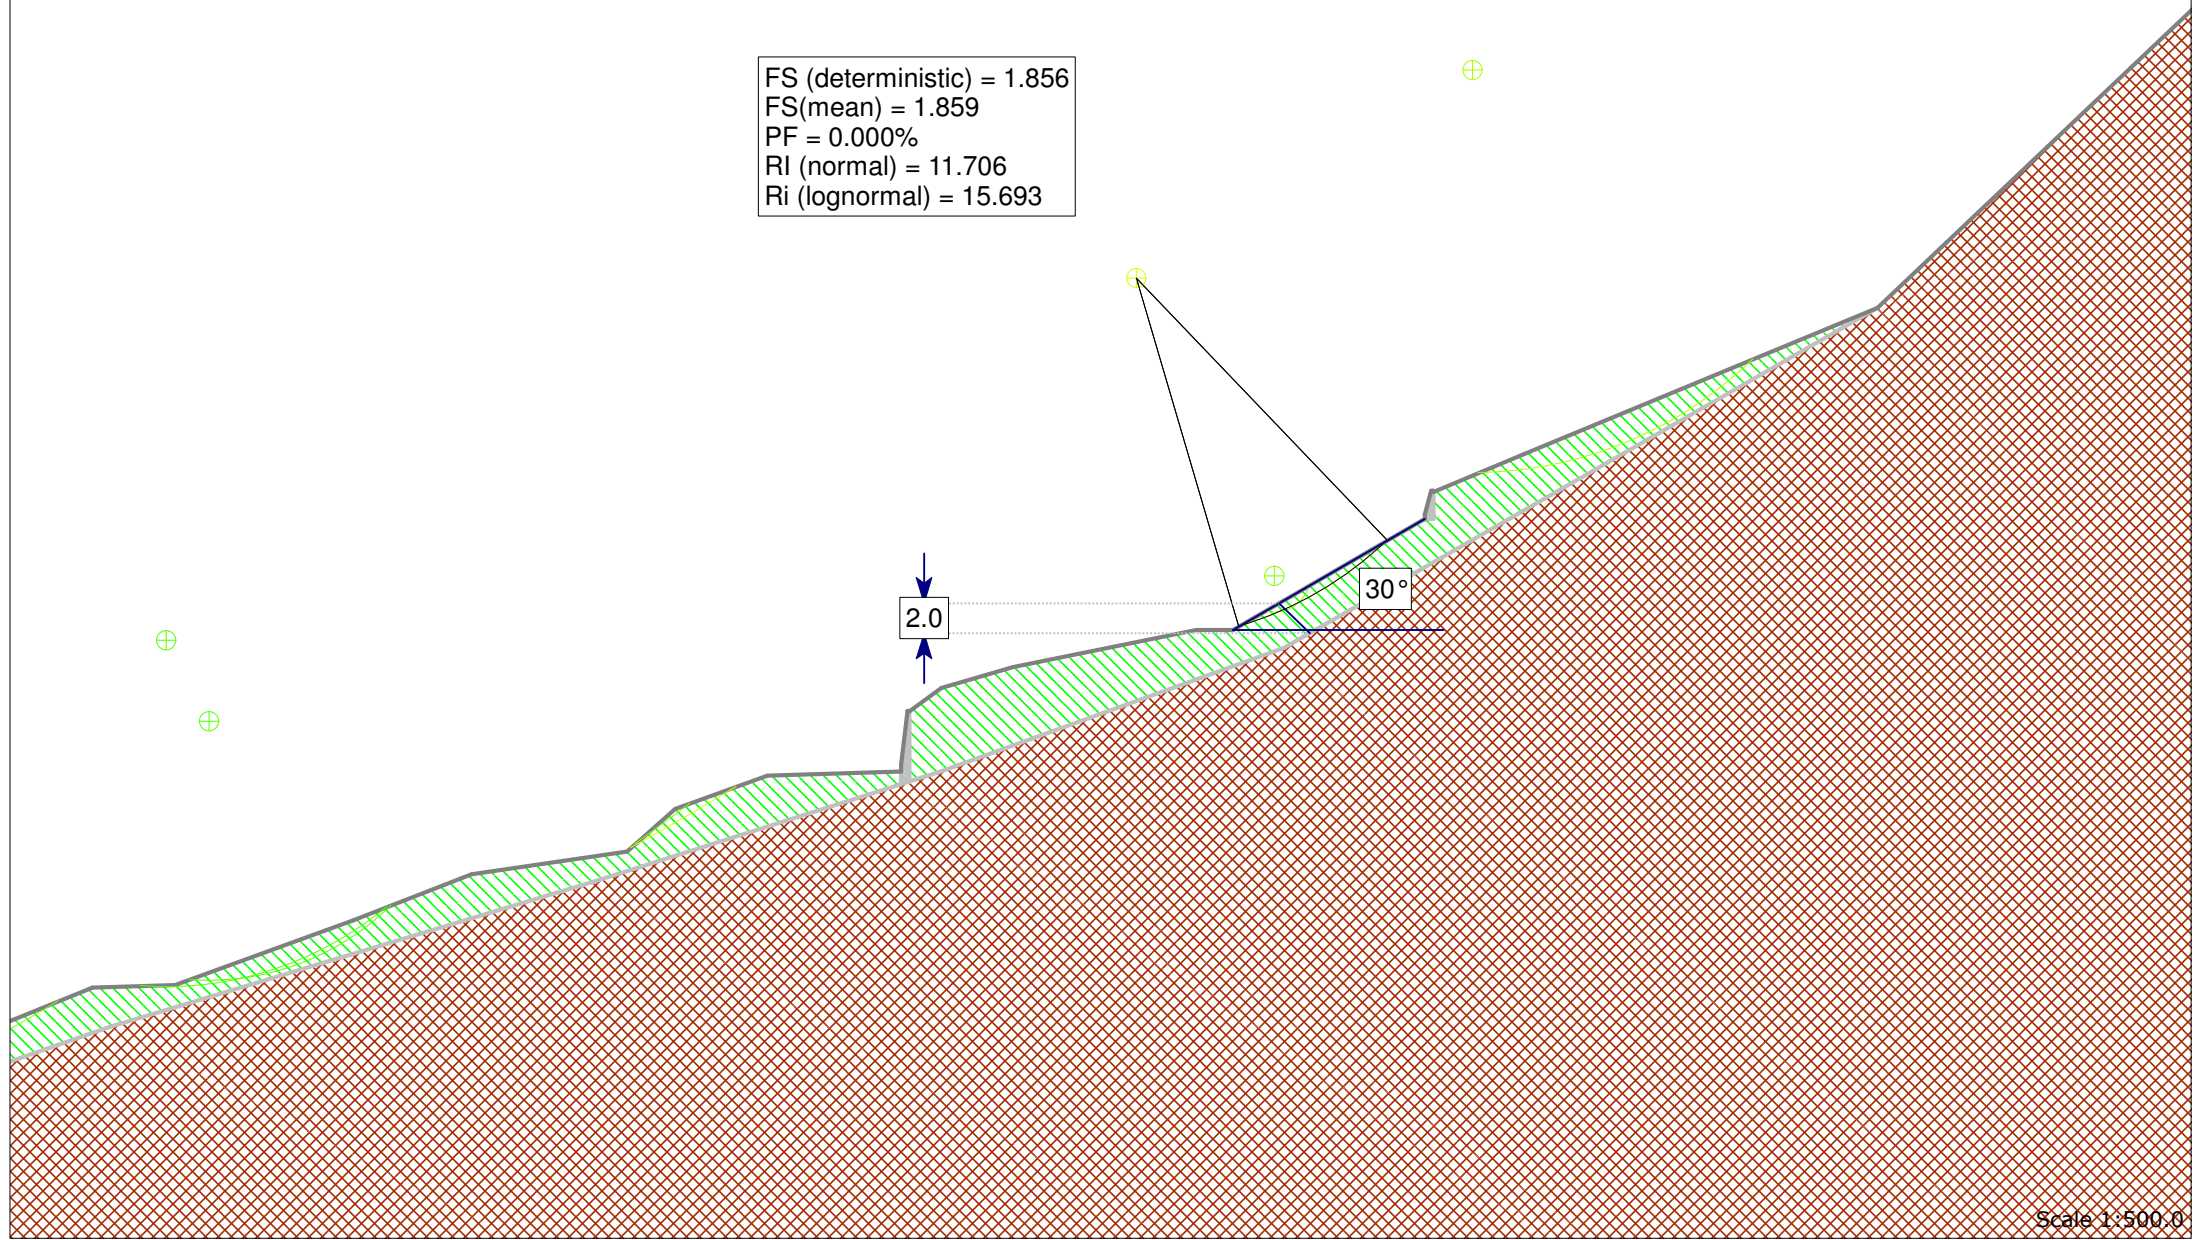 FS (deterministic) = 1.856
FS(mean) = 1.859
PF = 0.000%
RI (normal) = 11.706
Ri (lognormal) = 15.693
30°
2.0
Scale 1:500.0